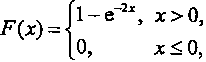 F(x) = { 1 − e^{−2x}, x > 0,
0, x ≤ 0,